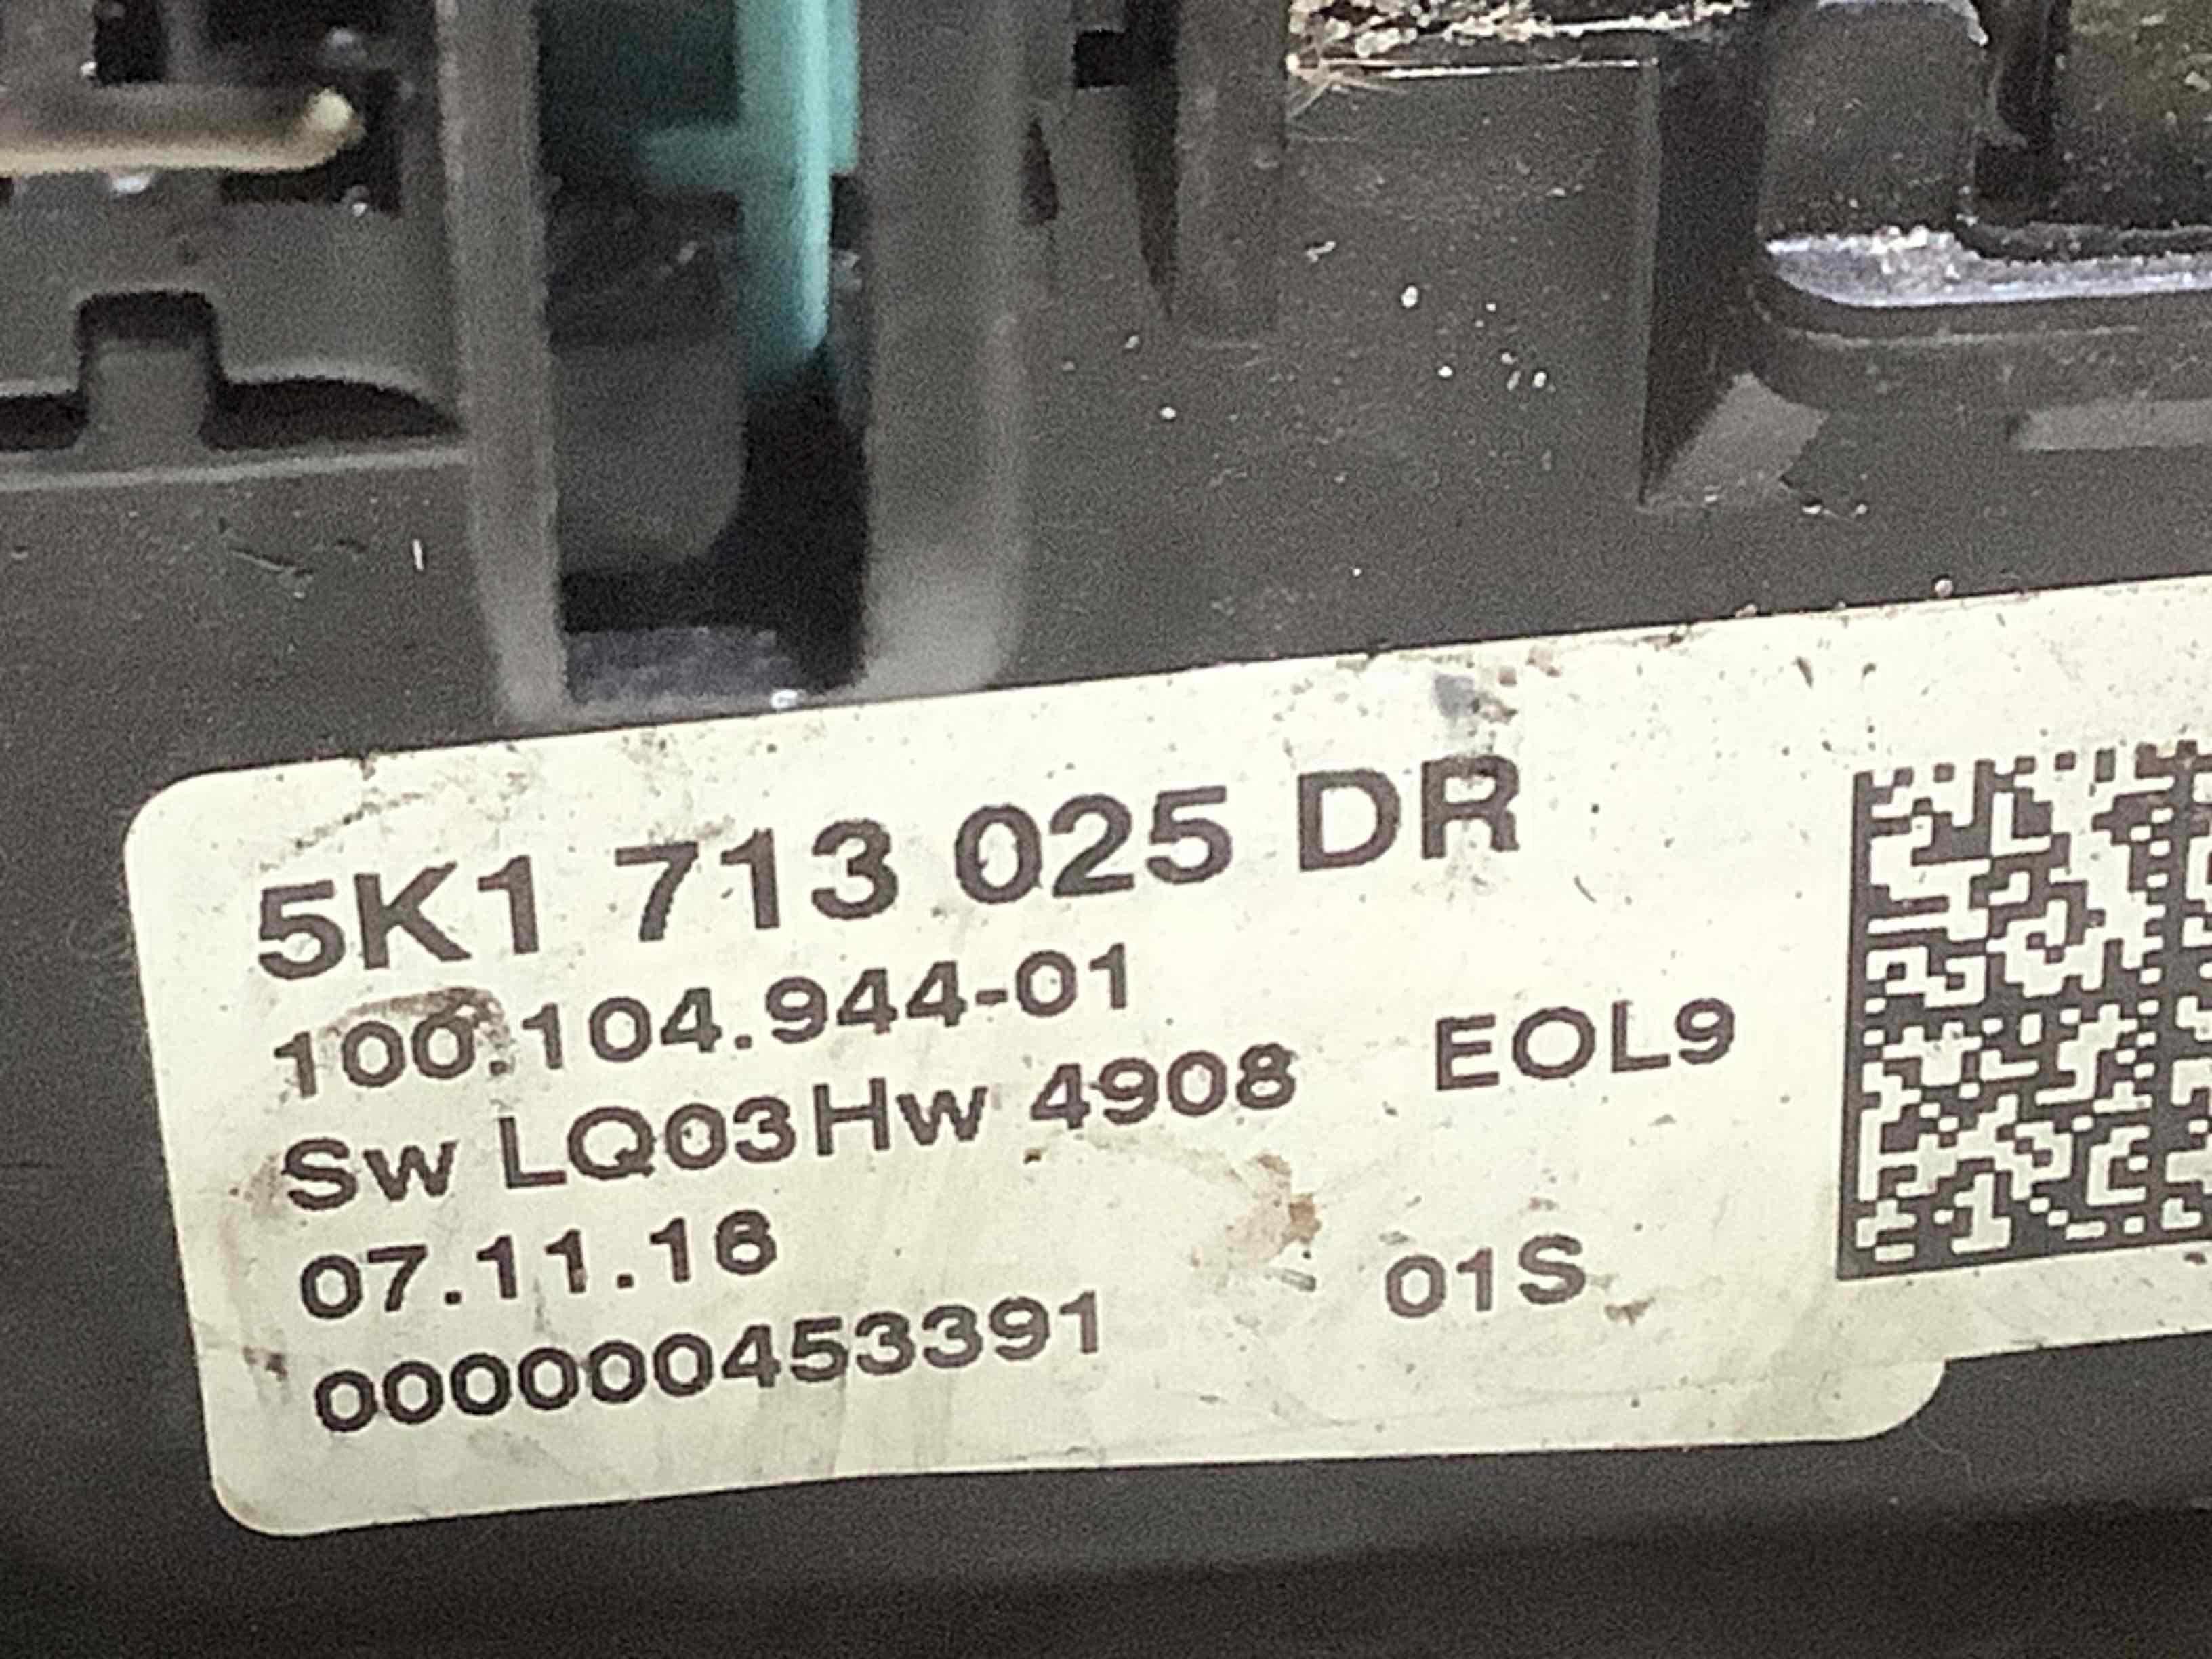 5K1 713 025 DR
100.104.944-01
Sw LQ03Hw 4908 EOL9
07.11.16
000000453391 01S